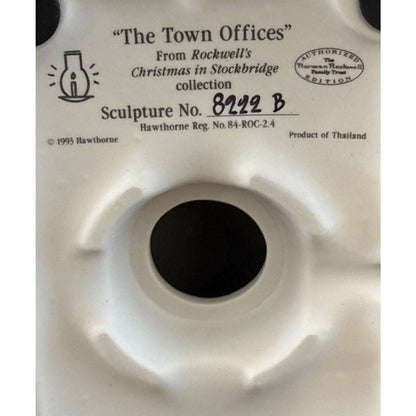 "The Town Offices"
From Rockwell's
Christmas in Stockbridge
collection
AUTHORIZED
The
Norman Rockwell
Family Trust
EDITION
Sculpture No. 8222 B
Hawthorne Reg. No. 84-ROC-2.4
© 1993 Hawthorne
Product of Thailand